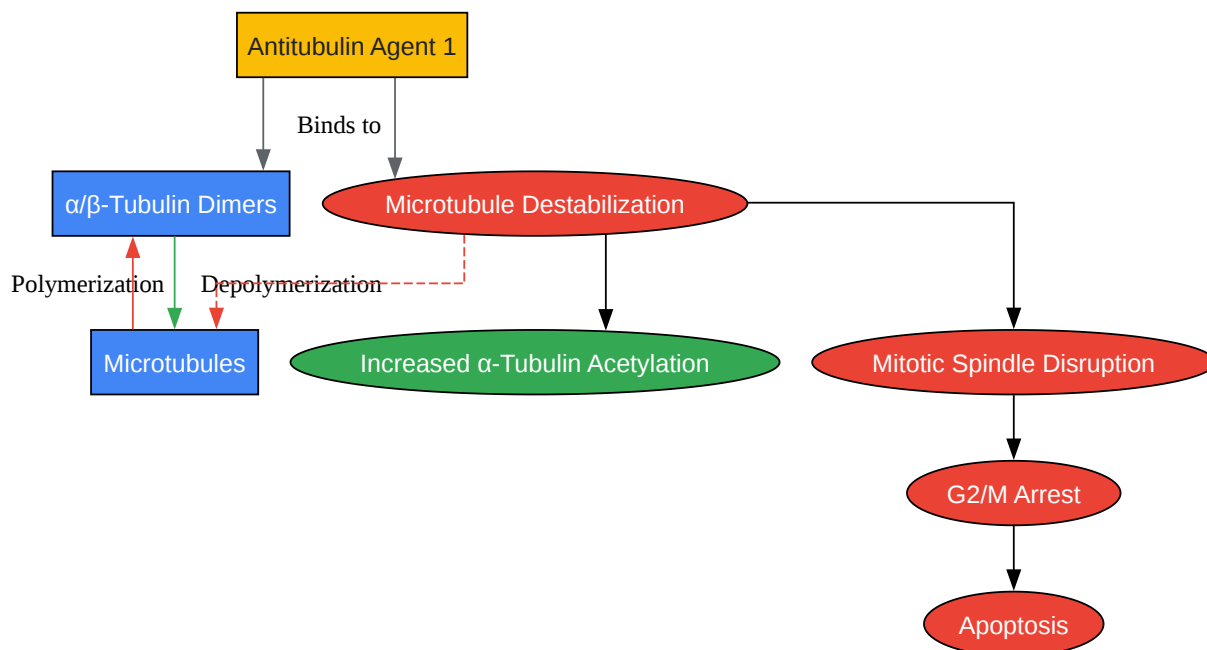 Antitubulin Agent 1
Binds to
α/β-Tubulin Dimers
Microtubule Destabilization
Polymerization
Depolymerization
Microtubules
Increased α-Tubulin Acetylation
Mitotic Spindle Disruption
G2/M Arrest
Apoptosis